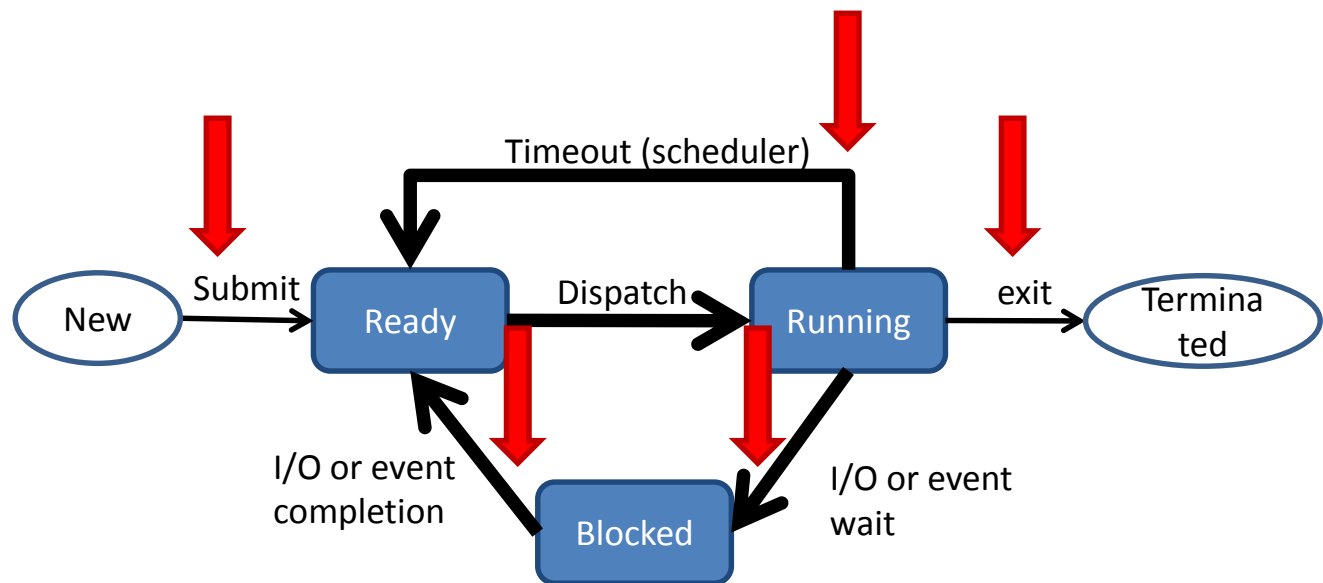 Timeout (scheduler)
Submit
Dispatch
exit
New
Ready
Running
Termina
ted
I/O or event
completion
I/O or event
wait
Blocked